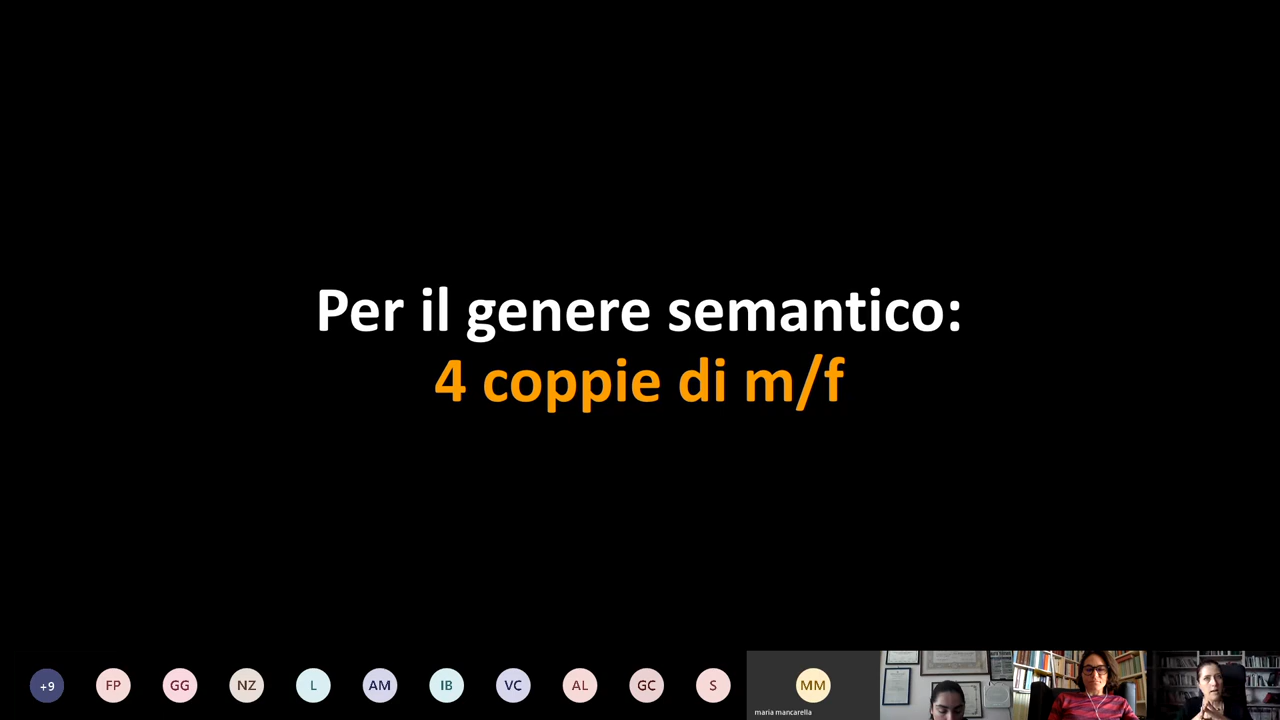 Per il genere semantico:
4 coppie di m/f
+9
FP
GG
NZ
L
AM
IB
VC
AL
GC
S
MM
maria mancarella